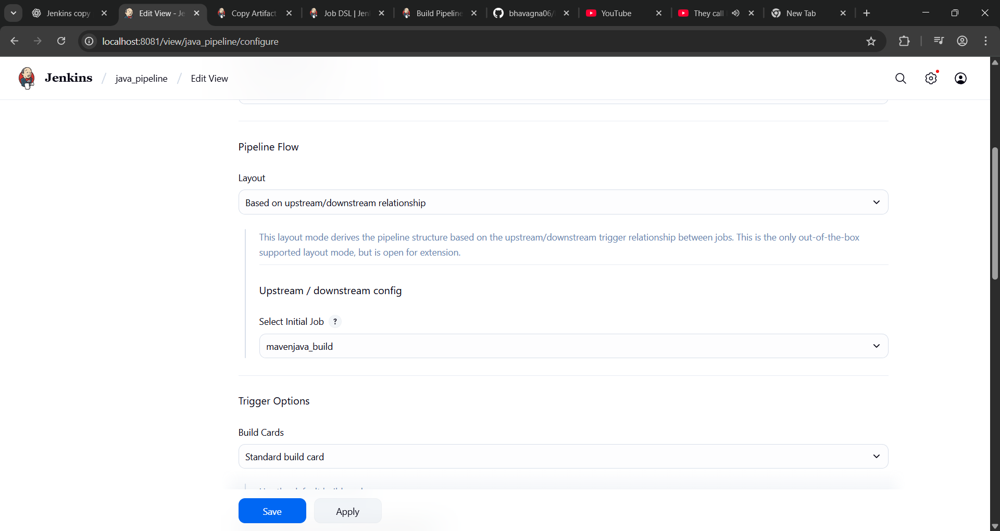 Jenkins copy
Edit View - Je
Copy Artifact
Job DSL | Jen
Build Pipeline
bhavagna06/
YouTube
They call
New Tab
localhost:8081/view/java_pipeline/configure
Jenkins / java_pipeline / Edit View
Pipeline Flow
Layout
Based on upstream/downstream relationship
This layout mode derives the pipeline structure based on the upstream/downstream trigger relationship between jobs. This is the only out-of-the-box
supported layout mode, but is open for extension.
Upstream / downstream config
Select Initial Job ?
mavenjava_build
Trigger Options
Build Cards
Standard build card
Save
Apply